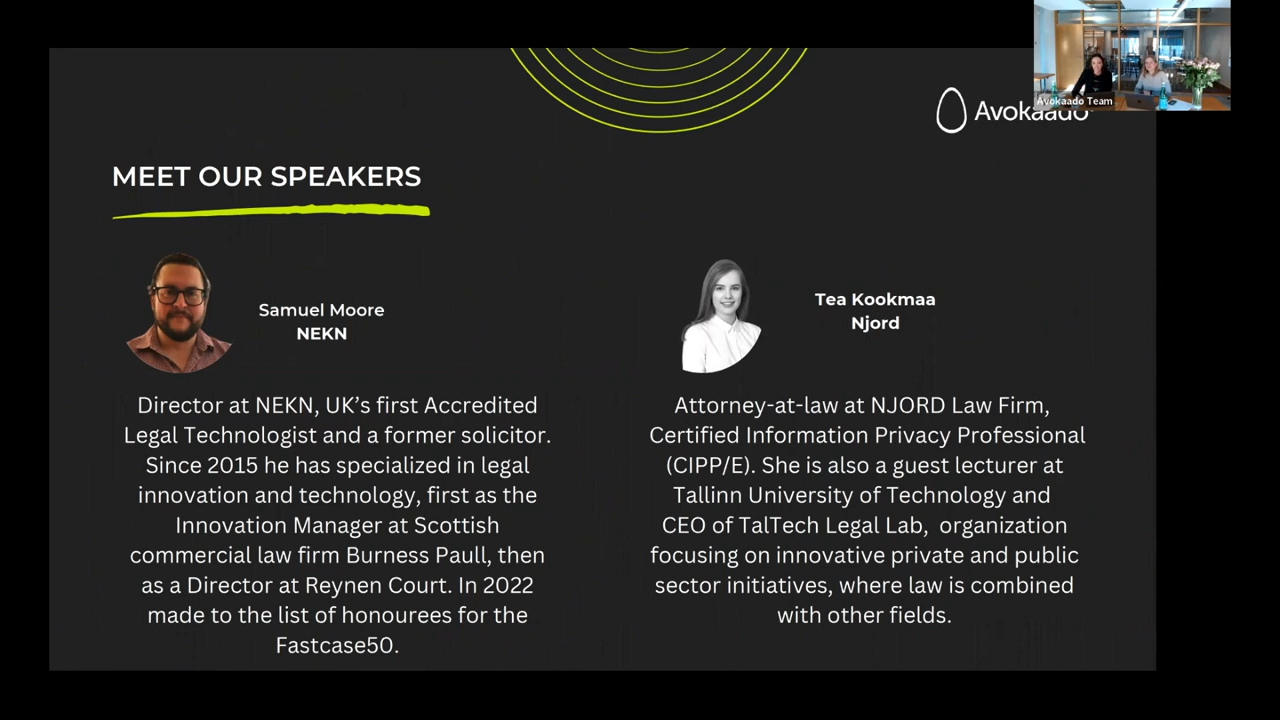 Avokaado Team
Avokaado
MEET OUR SPEAKERS
Samuel Moore
NEKN
Director at NEKN, UK’s first Accredited
Legal Technologist and a former solicitor.
Since 2015 he has specialized in legal
innovation and technology, first as the
Innovation Manager at Scottish
commercial law firm Burness Paull, then
as a Director at Reynen Court. In 2022
made to the list of honourees for the
Fastcase50.
Tea Kookmaa
Njord
Attorney-at-law at NJORD Law Firm,
Certified Information Privacy Professional
(CIPP/E). She is also a guest lecturer at
Tallinn University of Technology and
CEO of TalTech Legal Lab, organization
focusing on innovative private and public
sector initiatives, where law is combined
with other fields.